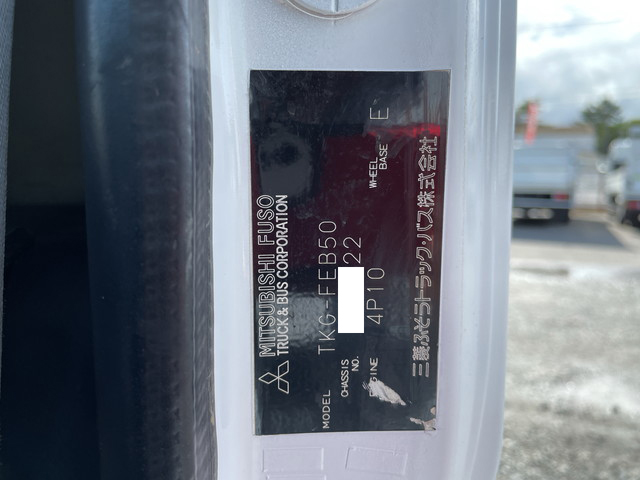 MITSUBISHI FUSO
TRUCK & BUS CORPORATION
MODEL TKG-FEB50
CHASSIS NO. 22
ENGINE 4P10 WHEEL BASE E
三菱ふそうトラック・バス株式会社